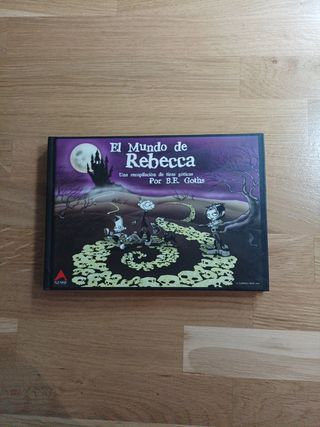 El Mundo de
Rebecca
Una recopilación de tiras góticas
Por B.E. Goths